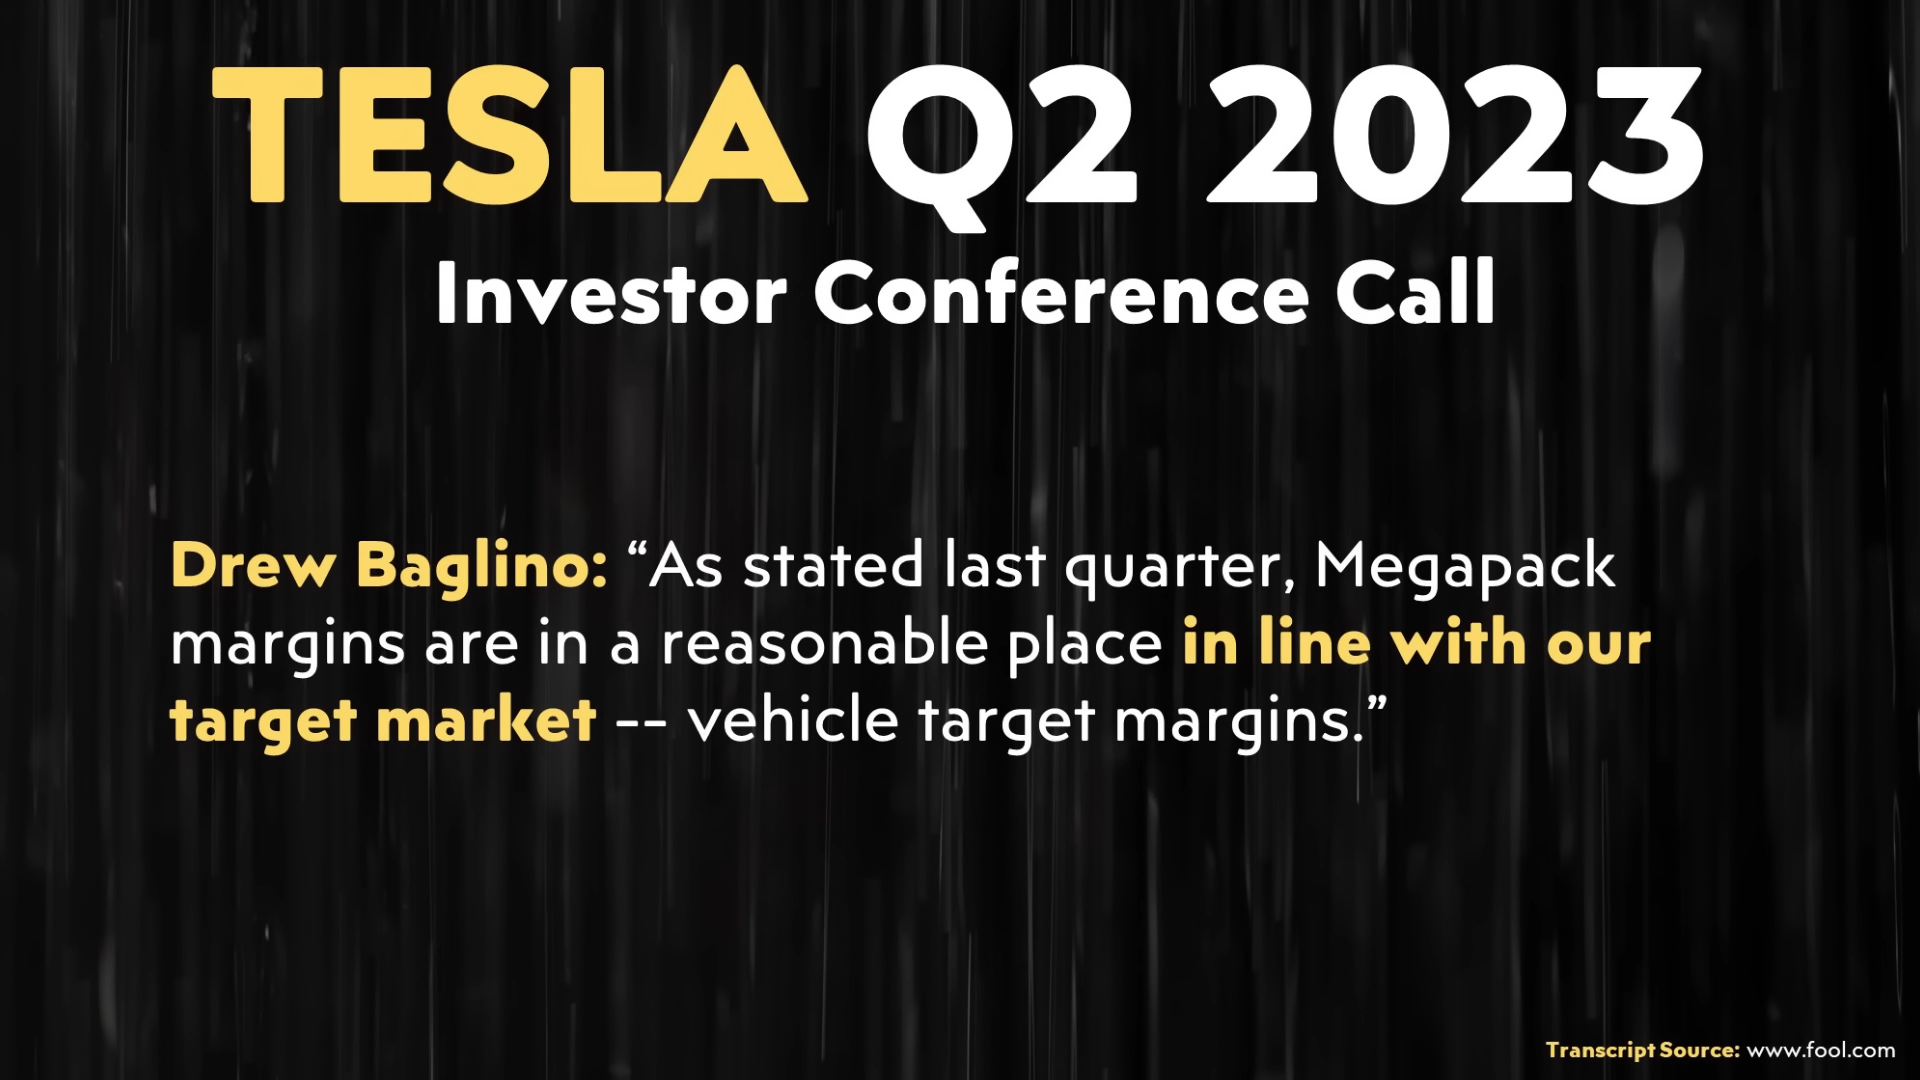 TESLA Q2 2023
Investor Conference Call
Drew Baglino: “As stated last quarter, Megapack
margins are in a reasonable place in line with our
target market -- vehicle target margins.”
Transcript Source: www.fool.com